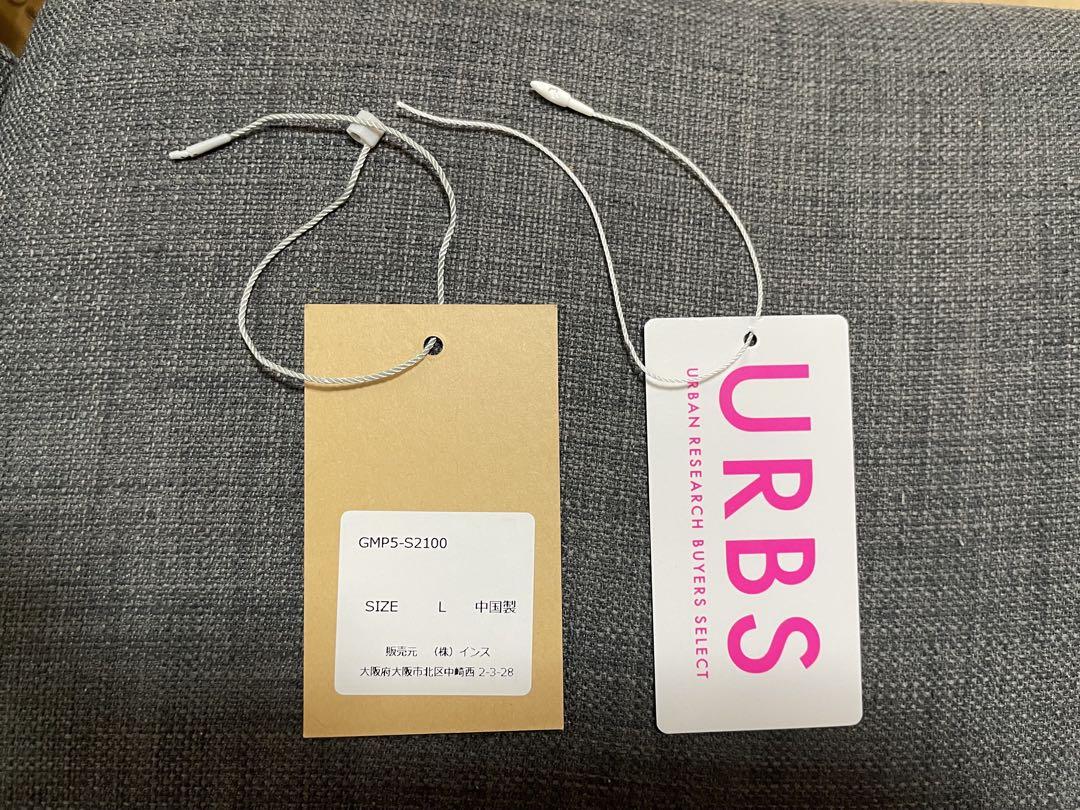 GMP5-S2100
SIZE L 中国製
販売元 (株) インス
大阪府大阪市北区中崎西 2-3-28
URBS
URBAN RESEARCH BUYERS SELECT